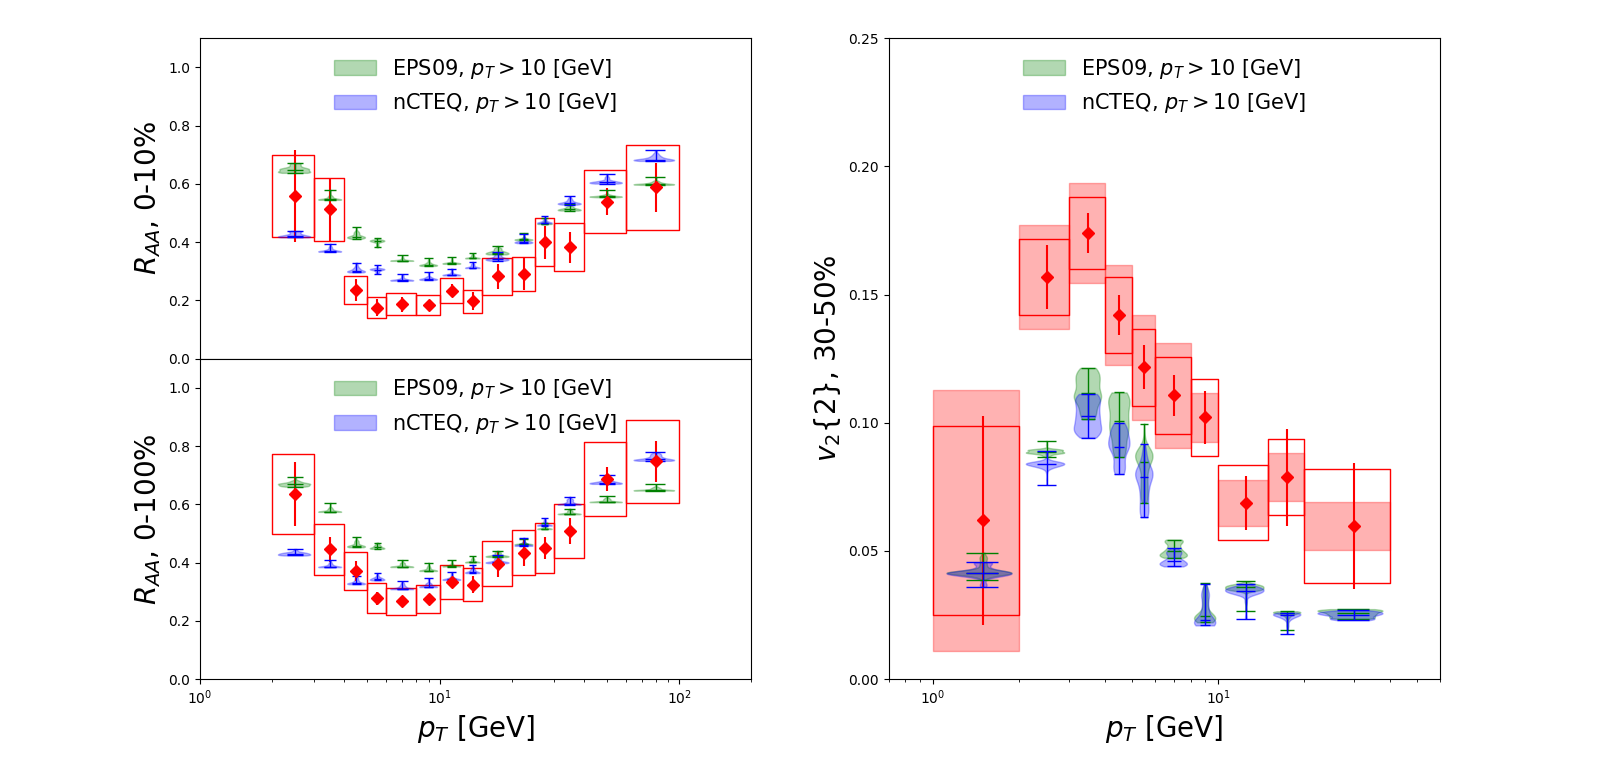 R_AA, 0-10%
1.0
0.8
0.6
0.4
0.2
0.0
EPS09, p_T > 10 [GeV]
nCTEQ, p_T > 10 [GeV]
R_AA, 0-100%
1.0
0.8
0.6
0.4
0.2
0.0
EPS09, p_T > 10 [GeV]
nCTEQ, p_T > 10 [GeV]
10^0
10^1
10^2
p_T [GeV]
v_2{2}, 30-50%
0.25
0.20
0.15
0.10
0.05
0.00
EPS09, p_T > 10 [GeV]
nCTEQ, p_T > 10 [GeV]
10^0
10^1
p_T [GeV]